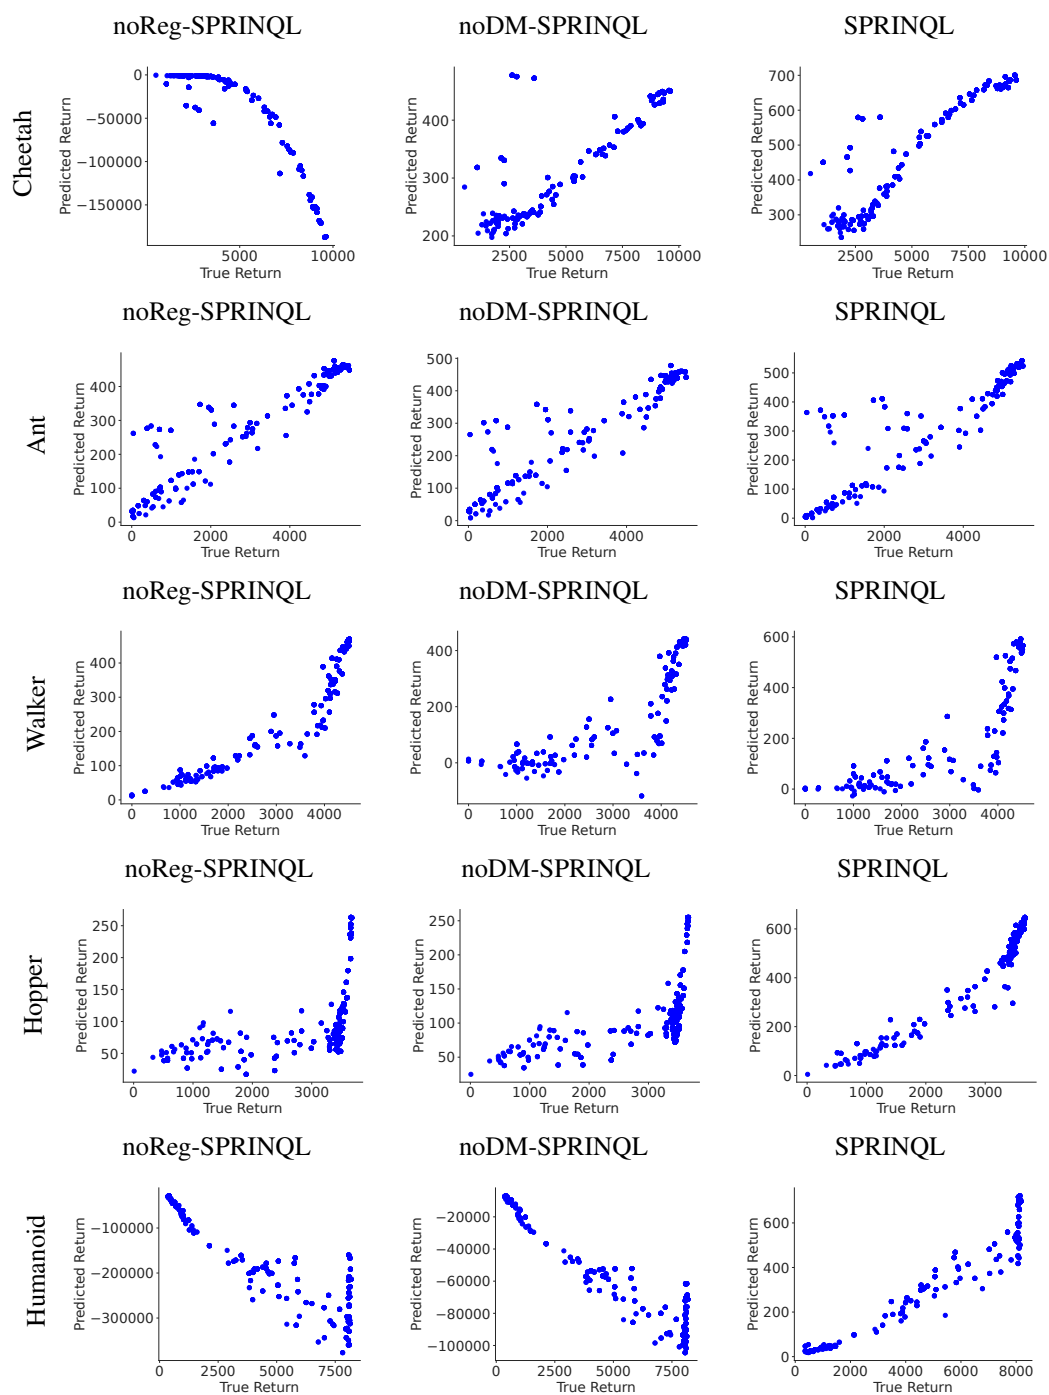 noReg-SPRINQL noDM-SPRINQL SPRINQL
Cheetah
Predicted Return
0
−50000
−100000
−150000
5000 10000
True Return
Predicted Return
400
300
200
2500 5000 7500 10000
True Return
Predicted Return
700
600
500
400
300
2500 5000 7500 10000
True Return
noReg-SPRINQL noDM-SPRINQL SPRINQL
Ant
Predicted Return
400
300
200
100
0
0 2000 4000
True Return
Predicted Return
500
400
300
200
100
0
0 2000 4000
True Return
Predicted Return
500
400
300
200
100
0
0 2000 4000
True Return
noReg-SPRINQL noDM-SPRINQL SPRINQL
Walker
Predicted Return
400
300
200
100
0
0 1000 2000 3000 4000
True Return
Predicted Return
400
200
0
0 1000 2000 3000 4000
True Return
Predicted Return
600
400
200
0
0 1000 2000 3000 4000
True Return
noReg-SPRINQL noDM-SPRINQL SPRINQL
Hopper
Predicted Return
250
200
150
100
50
0 1000 2000 3000
True Return
Predicted Return
250
200
150
100
50
0 1000 2000 3000
True Return
Predicted Return
600
400
200
0
0 1000 2000 3000
True Return
noReg-SPRINQL noDM-SPRINQL SPRINQL
Humanoid
Predicted Return
−100000
−200000
−300000
0 2500 5000 7500
True Return
Predicted Return
−20000
−40000
−60000
−80000
−100000
0 2500 5000 7500
True Return
Predicted Return
600
400
200
0
0 2000 4000 6000 8000
True Return